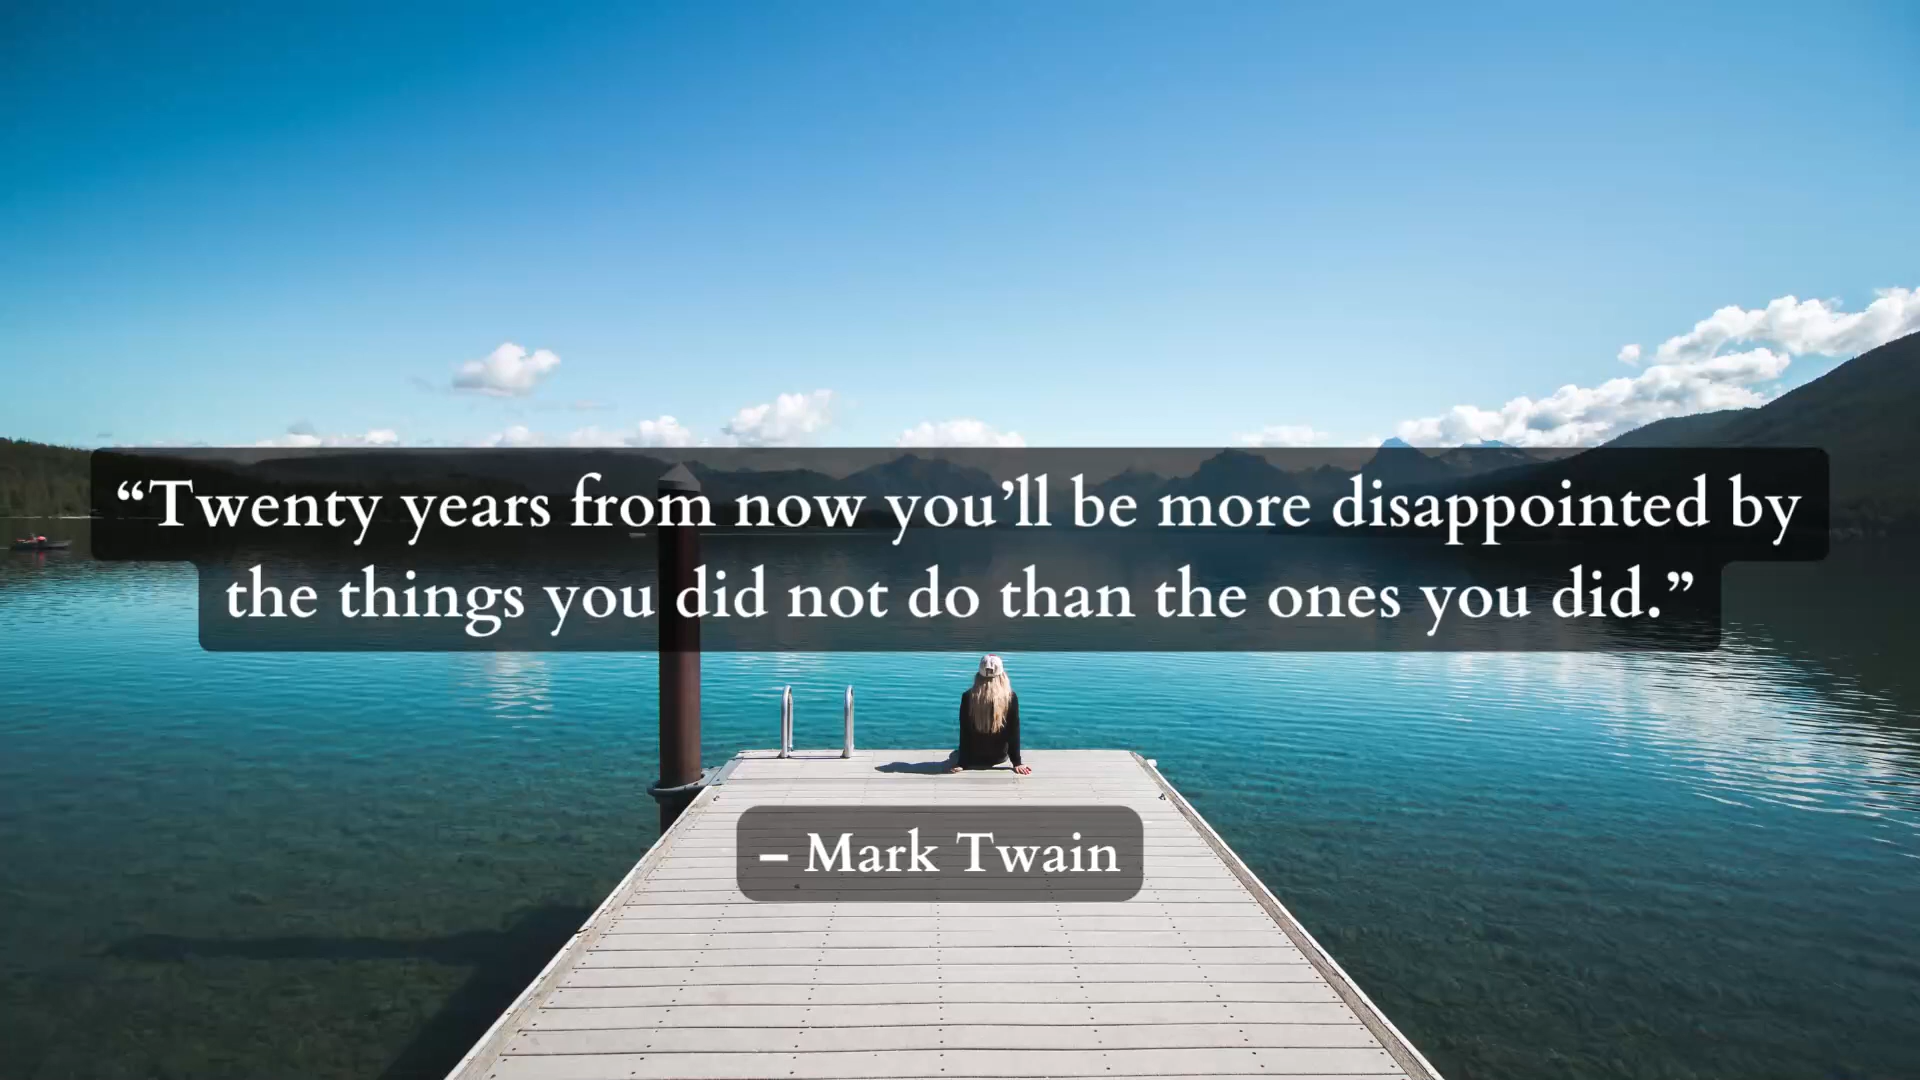 “Twenty years from now you’ll be more disappointed by
the things you did not do than the ones you did.”
– Mark Twain